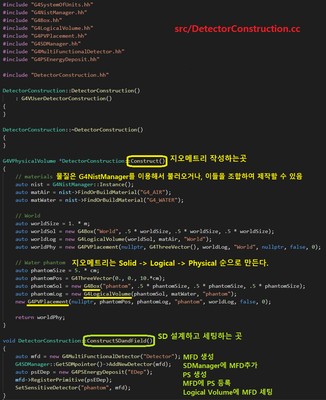 #include "G4SystemOfUnits.hh"
#include "G4NistManager.hh"
#include "G4Box.hh"
#include "G4LogicalVolume.hh"
#include "G4PVPlacement.hh"
#include "G4SDManager.hh"
#include "G4MultiFunctionalDetector.hh"
#include "G4PSEnergyDeposit.hh"
src/DetectorConstruction.cc
#include "DetectorConstruction.hh"
DetectorConstruction::DetectorConstruction()
: G4VUserDetectorConstruction()
{
}
DetectorConstruction::~DetectorConstruction()
{
}
G4VPhysicalVolume *DetectorConstruction::Construct() 지오메트리 작성하는곳
{
// materials 물질은 G4NistManager를 이용해서 불러오거나, 이들을 조합하여 제작할 수 있음
auto nist = G4NistManager::Instance();
auto matAir = nist->FindOrBuildMaterial("G4_AIR");
auto matWater = nist->FindOrBuildMaterial("G4_WATER");
// World
auto worldSize = 1. * m;
auto worldSol = new G4Box("World", .5 * worldSize, .5 * worldSize, .5 * worldSize);
auto worldLog = new G4LogicalVolume(worldSol, matAir, "World");
auto worldPhy = new G4PVPlacement(nullptr, G4ThreeVector(), worldLog, "World", nullptr, false, 0);
// Water phantom 지오메트리는 Solid -> Logical -> Physical 순으로 만든다.
auto phantomSize = 5. * cm;
auto phantomPos = G4ThreeVector(0., 0., 10.*cm);
auto phantomSol = new G4Box("phantom", .5 * phantomSize, .5 * phantomSize, .5 * phantomSize);
auto phantomLog = new G4LogicalVolume(phantomSol, matWater, "phantom");
new G4PVPlacement(nullptr, phantomPos, phantomLog, "phantom", worldLog, false, 0);
return worldPhy;
}
void DetectorConstruction::ConstructSDandField() SD 설계하고 세팅하는 곳
{
auto mfd = new G4MultiFunctionalDetector("Detector"); MFD 생성
G4SDManager::GetSDMpointer()->AddNewDetector(mfd); SDManager에 MFD추가
auto psEDep = new G4PSEnergyDeposit("EDep"); PS 생성
mfd->RegisterPrimitive(psEDep); MFD에 PS 등록
SetSensitiveDetector("phantom", mfd); Logical Volume에 MFD 세팅
}